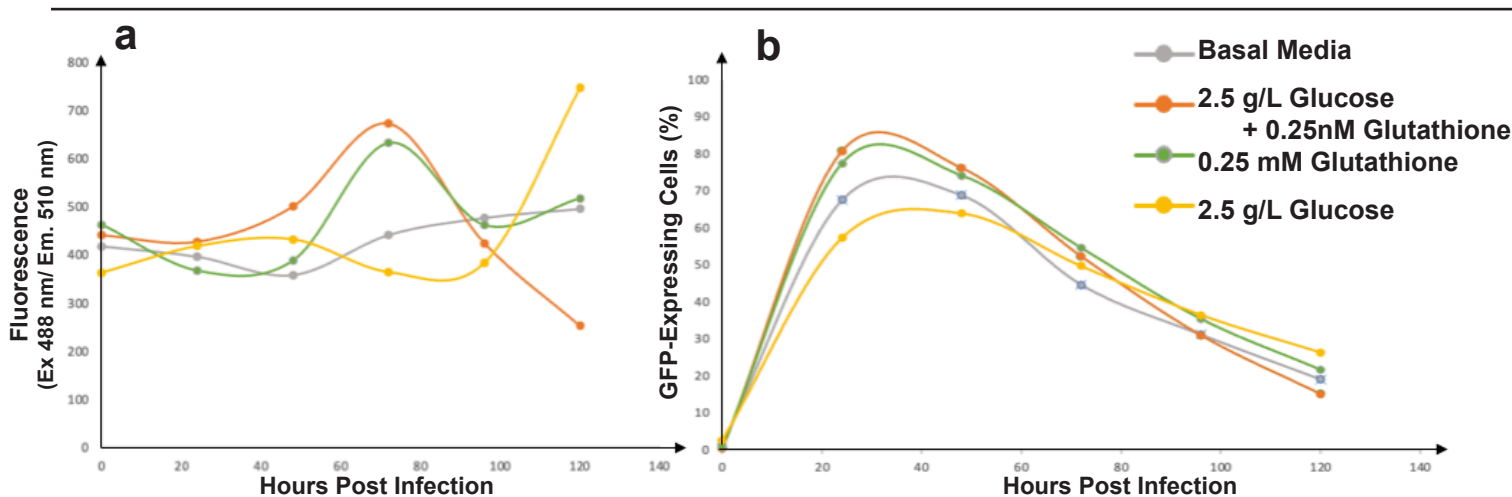 a
800
700
600
500
400
300
200
100
0
0 20 40 60 80 100 120 140
Fluorescence
(Ex 488 nm/ Em. 510 nm)
Hours Post Infection
b
100
90
80
70
60
50
40
30
20
10
0
0 20 40 60 80 100 120 140
GFP-Expressing Cells (%)
Hours Post Infection
Basal Media
2.5 g/L Glucose
+ 0.25nM Glutathione
0.25 mM Glutathione
2.5 g/L Glucose